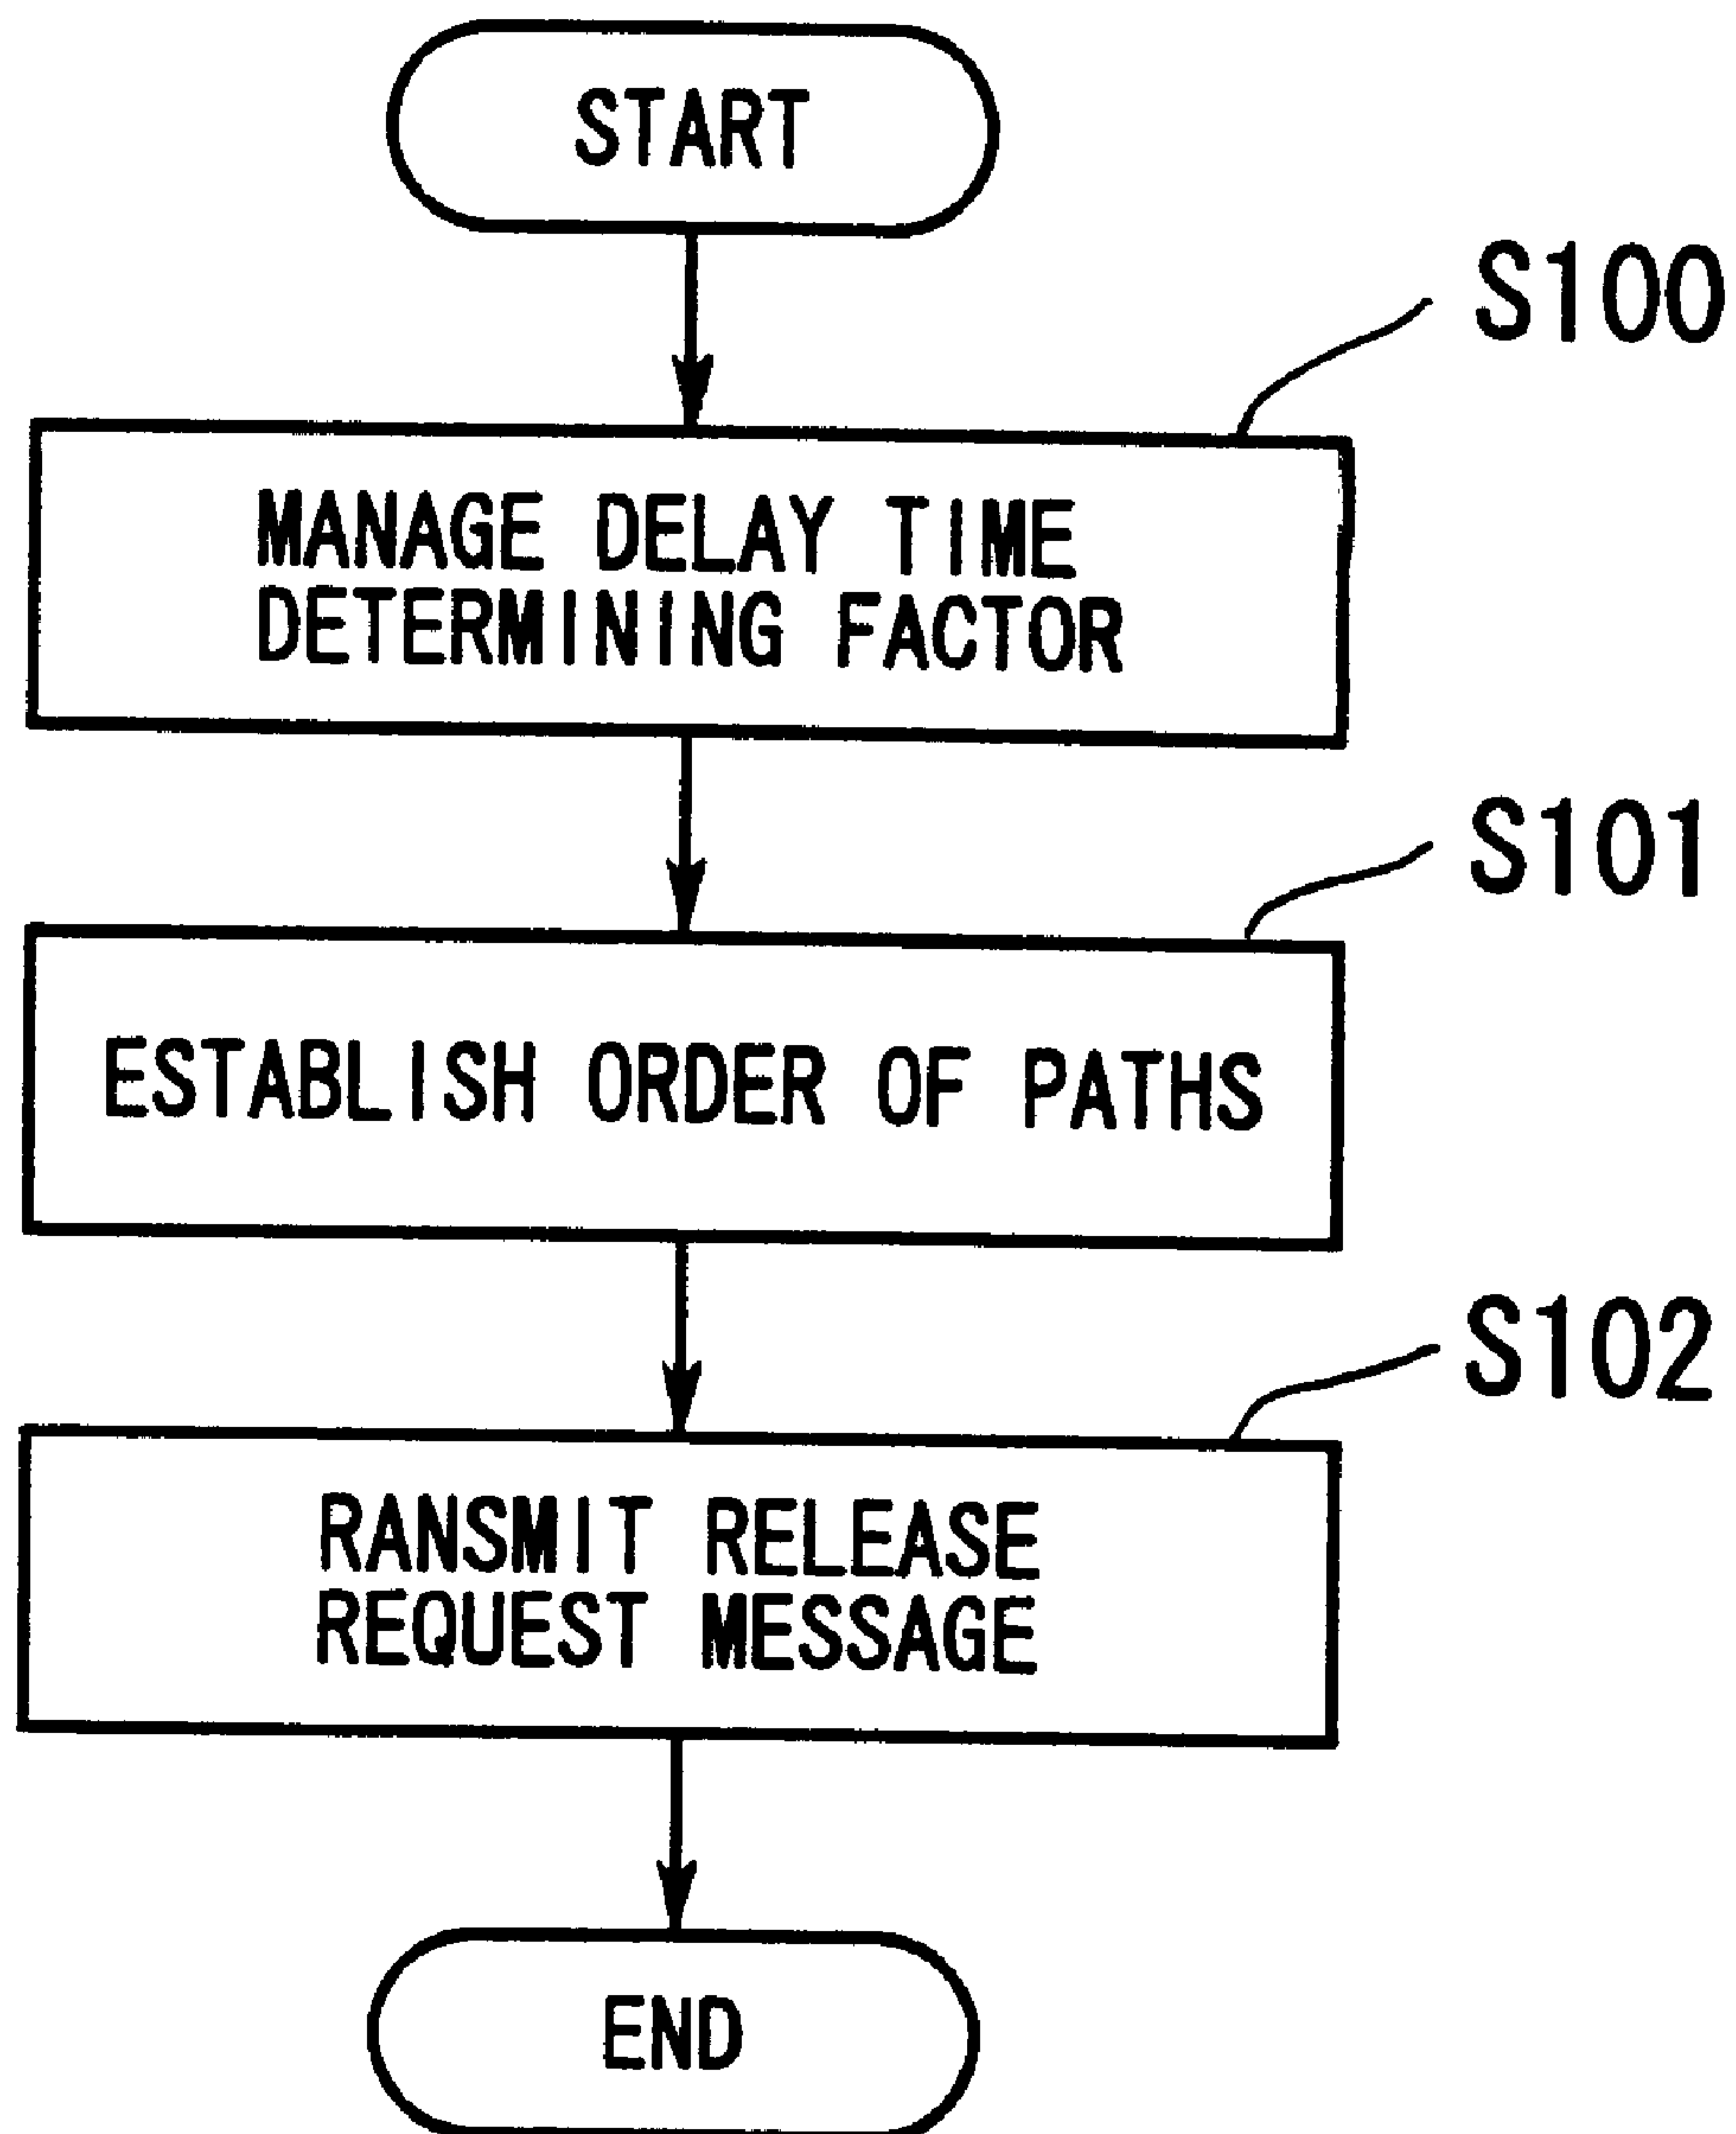 START
S100
MANAGE DELAY TIME
DETERMINING FACTOR
S101
ESTABLISH ORDER OF PATHS
S102
RANSMIT RELEASE
REQUEST MESSAGE
END